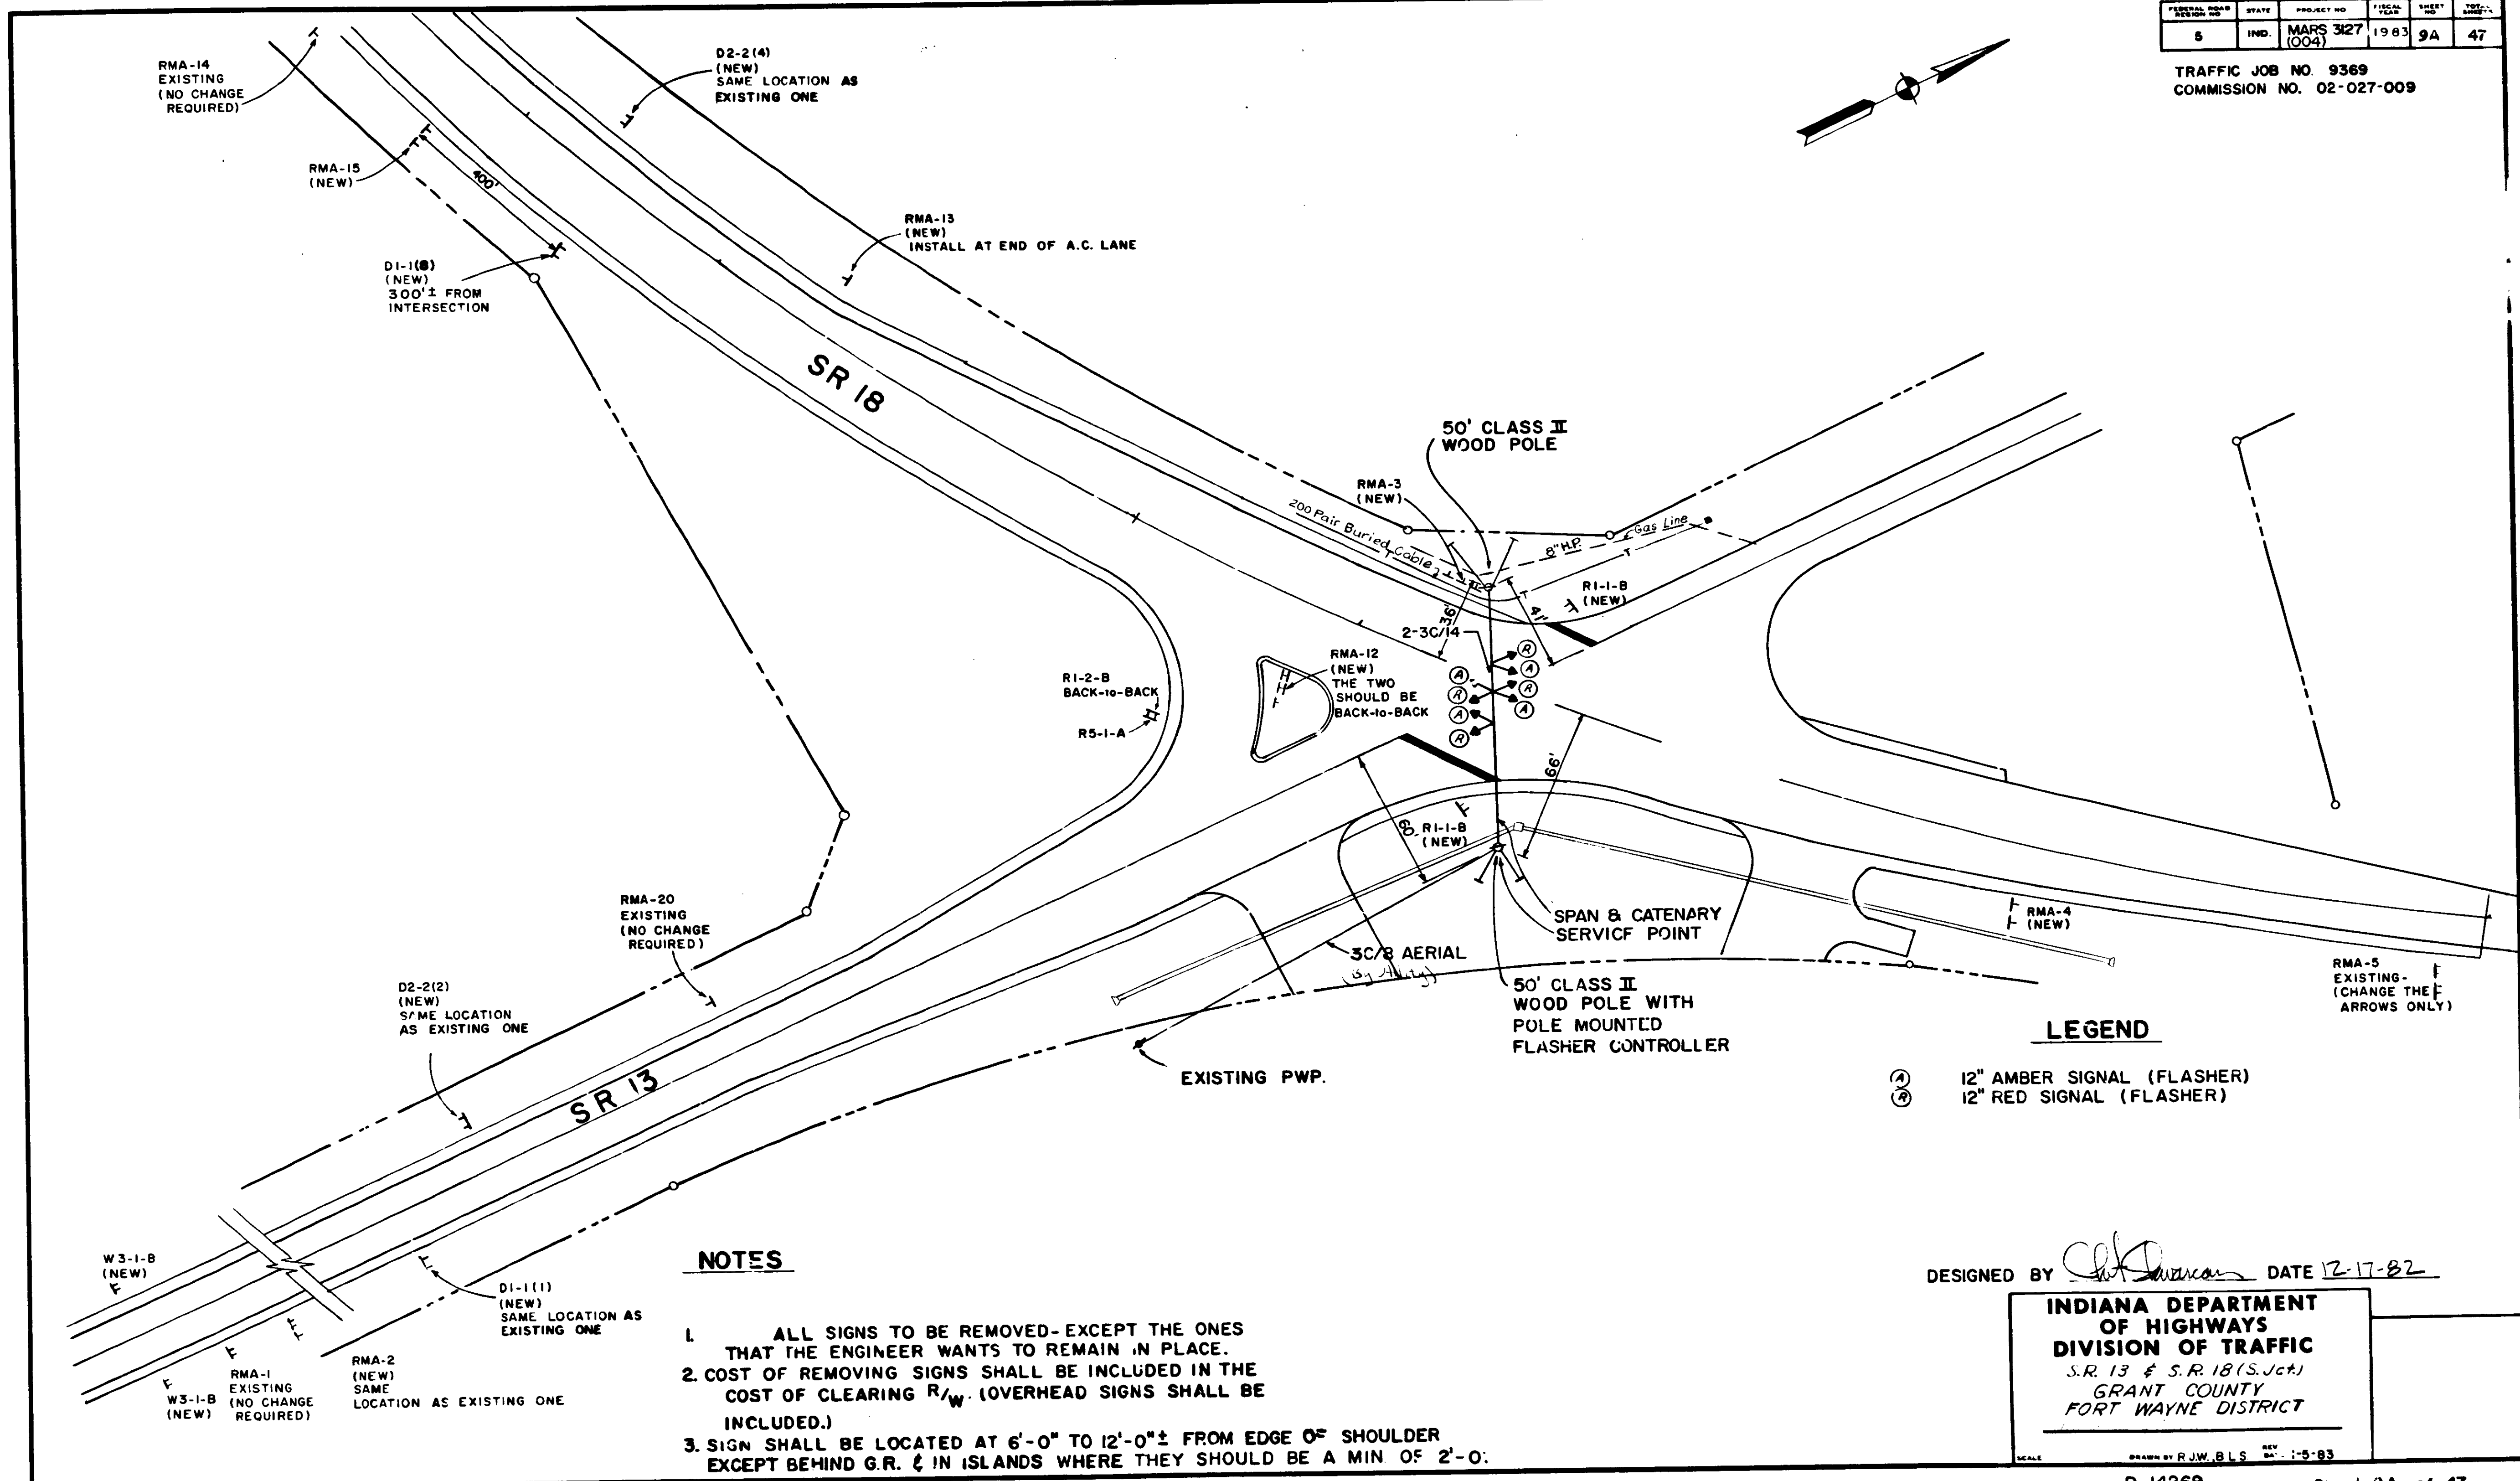 FEDERAL ROAD REGION NO STATE PROJECT NO FISCAL YEAR SHEET NO TOTAL SHEETS
5 IND. MARS 3127 (004) 1983 9A 47
TRAFFIC JOB NO. 9369
COMMISSION NO. 02-027-009
RMA-14
EXISTING
(NO CHANGE
REQUIRED)
D2-2(4)
(NEW)
SAME LOCATION AS
EXISTING ONE
RMA-15
(NEW)
400'
RMA-13
(NEW)
INSTALL AT END OF A.C. LANE
D1-1(8)
(NEW)
300'± FROM
INTERSECTION
SR 18
50' CLASS II
WOOD POLE
RMA-3
(NEW)
200 Pair Buried Cable
8" H.P.
Gas Line
R1-1-B
(NEW)
36'
41'
2-3C/14
R
A
R
A
A
R
A
R
RMA-12
(NEW)
THE TWO
SHOULD BE
BACK-to-BACK
R1-2-B
BACK-to-BACK
R5-1-A
66'
60'
R1-1-B
(NEW)
SPAN & CATENARY
SERVICE POINT
RMA-4
(NEW)
RMA-20
EXISTING
(NO CHANGE
REQUIRED)
3C/8 AERIAL
(By Utility)
RMA-5
EXISTING-
(CHANGE THE
ARROWS ONLY)
D2-2(2)
(NEW)
SAME LOCATION
AS EXISTING ONE
50' CLASS II
WOOD POLE WITH
POLE MOUNTED
FLASHER CONTROLLER
EXISTING PWP.
SR 13
LEGEND
A 12" AMBER SIGNAL (FLASHER)
R 12" RED SIGNAL (FLASHER)
W3-1-B
(NEW)
D1-1(1)
(NEW)
SAME LOCATION AS
EXISTING ONE
W3-1-B
(NEW)
RMA-1
EXISTING
(NO CHANGE
REQUIRED)
RMA-2
(NEW)
SAME
LOCATION AS EXISTING ONE
NOTES
1. ALL SIGNS TO BE REMOVED-EXCEPT THE ONES
THAT THE ENGINEER WANTS TO REMAIN IN PLACE.
2. COST OF REMOVING SIGNS SHALL BE INCLUDED IN THE
COST OF CLEARING R/W. (OVERHEAD SIGNS SHALL BE
INCLUDED.)
3. SIGN SHALL BE LOCATED AT 6'-0" TO 12'-0"± FROM EDGE OF SHOULDER
EXCEPT BEHIND G.R. & IN ISLANDS WHERE THEY SHOULD BE A MIN OF 2'-0.
DESIGNED BY DATE 12-17-82
INDIANA DEPARTMENT
OF HIGHWAYS
DIVISION OF TRAFFIC
S.R. 13 & S.R. 18 (S. Jct.)
GRANT COUNTY
FORT WAYNE DISTRICT
SCALE DRAWN BY R.J.W., B.L.S REV 1-5-83